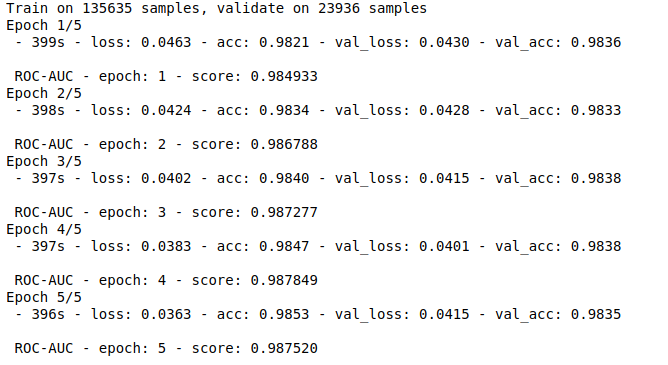 Train on 135635 samples, validate on 23936 samples
Epoch 1/5
- 399s - loss: 0.0463 - acc: 0.9821 - val_loss: 0.0430 - val_acc: 0.9836
ROC-AUC - epoch: 1 - score: 0.984933
Epoch 2/5
- 398s - loss: 0.0424 - acc: 0.9834 - val_loss: 0.0428 - val_acc: 0.9833
ROC-AUC - epoch: 2 - score: 0.986788
Epoch 3/5
- 397s - loss: 0.0402 - acc: 0.9840 - val_loss: 0.0415 - val_acc: 0.9838
ROC-AUC - epoch: 3 - score: 0.987277
Epoch 4/5
- 397s - loss: 0.0383 - acc: 0.9847 - val_loss: 0.0401 - val_acc: 0.9838
ROC-AUC - epoch: 4 - score: 0.987849
Epoch 5/5
- 396s - loss: 0.0363 - acc: 0.9853 - val_loss: 0.0415 - val_acc: 0.9835
ROC-AUC - epoch: 5 - score: 0.987520